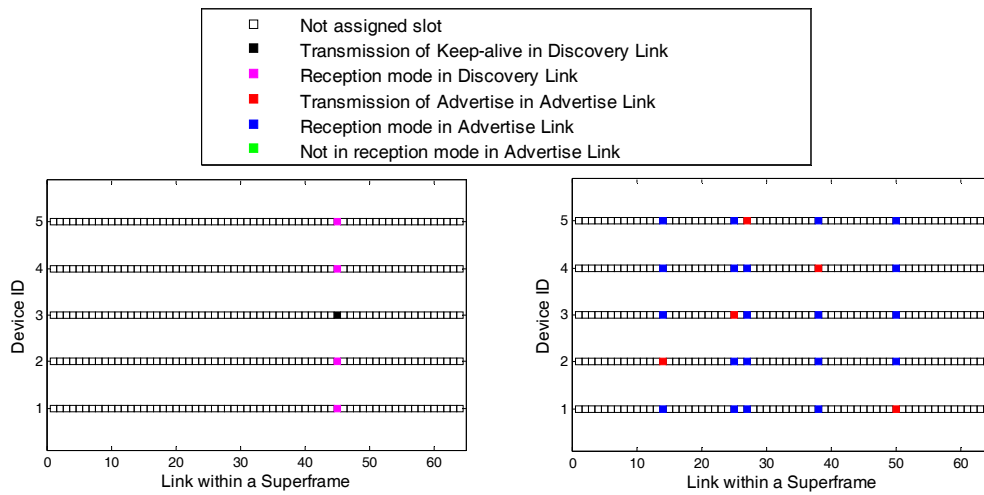 Not assigned slot
Transmission of Keep-alive in Discovery Link
Reception mode in Discovery Link
Transmission of Advertise in Advertise Link
Reception mode in Advertise Link
Not in reception mode in Advertise Link
5
4
3
2
1
Device ID
0 10 20 30 40 50 60
Link within a Superframe
5
4
3
2
1
Device ID
0 10 20 30 40 50 60
Link within a Superframe